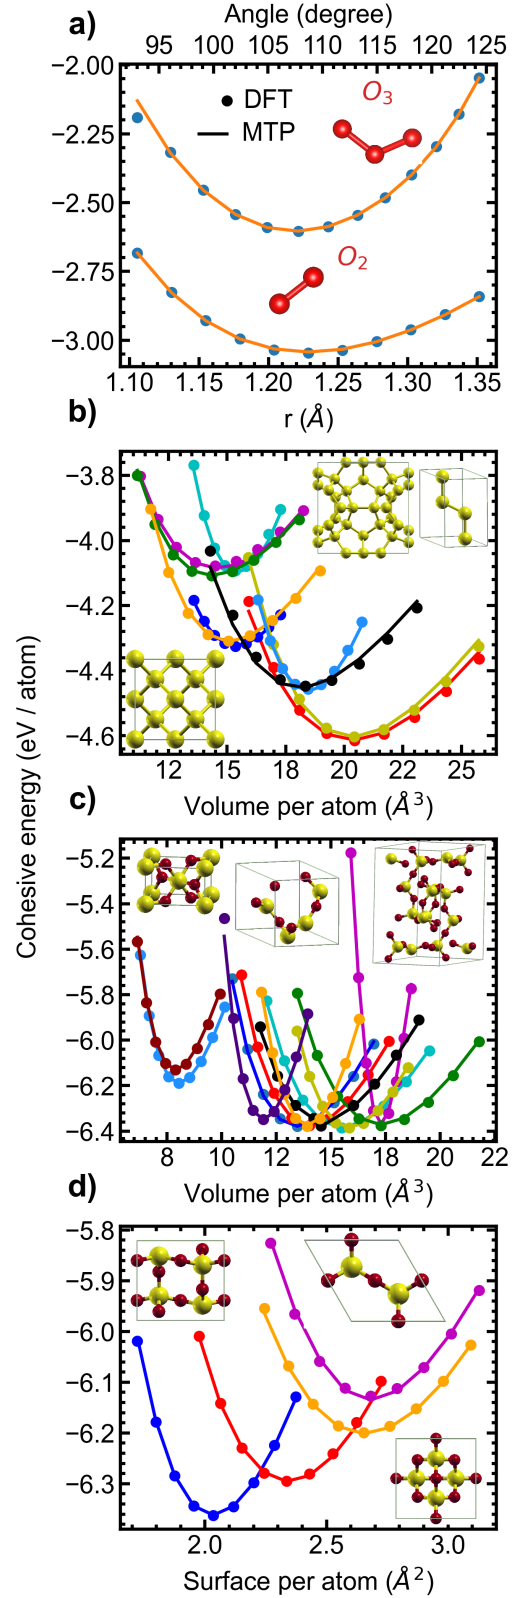 Angle (degree)
a)
95 100 105 110 115 120 125
−2.00
DFT
MTP
O3
−2.25
−2.50
O2
−2.75
−3.00
1.10 1.15 1.20 1.25 1.30 1.35
r (Å)
b)
−3.8
−4.0
−4.2
−4.4
−4.6
12 15 18 20 22 25
Volume per atom (Å3)
Cohesive energy (eV / atom)
c)
−5.2
−5.4
−5.6
−5.8
−6.0
−6.2
−6.4
8 10 12 15 18 20 22
Volume per atom (Å3)
d)
−5.8
−5.9
−6.0
−6.1
−6.2
−6.3
2.0 2.5 3.0
Surface per atom (Å2)